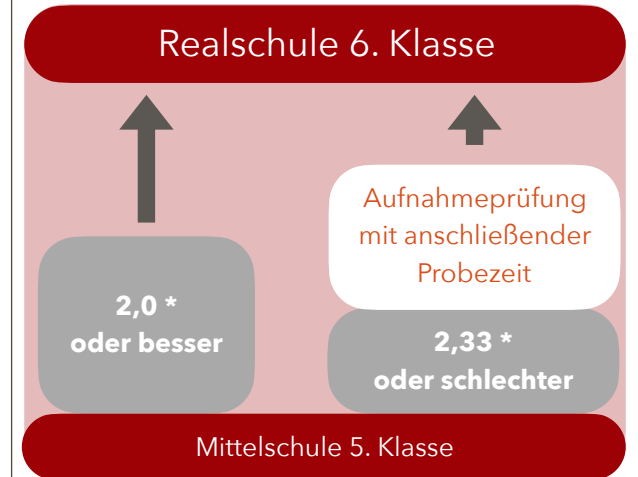 Realschule 6. Klasse
Aufnahmeprüfung
mit anschließender
Probezeit
2,0 *
oder besser
2,33 *
oder schlechter
Mittelschule 5. Klasse